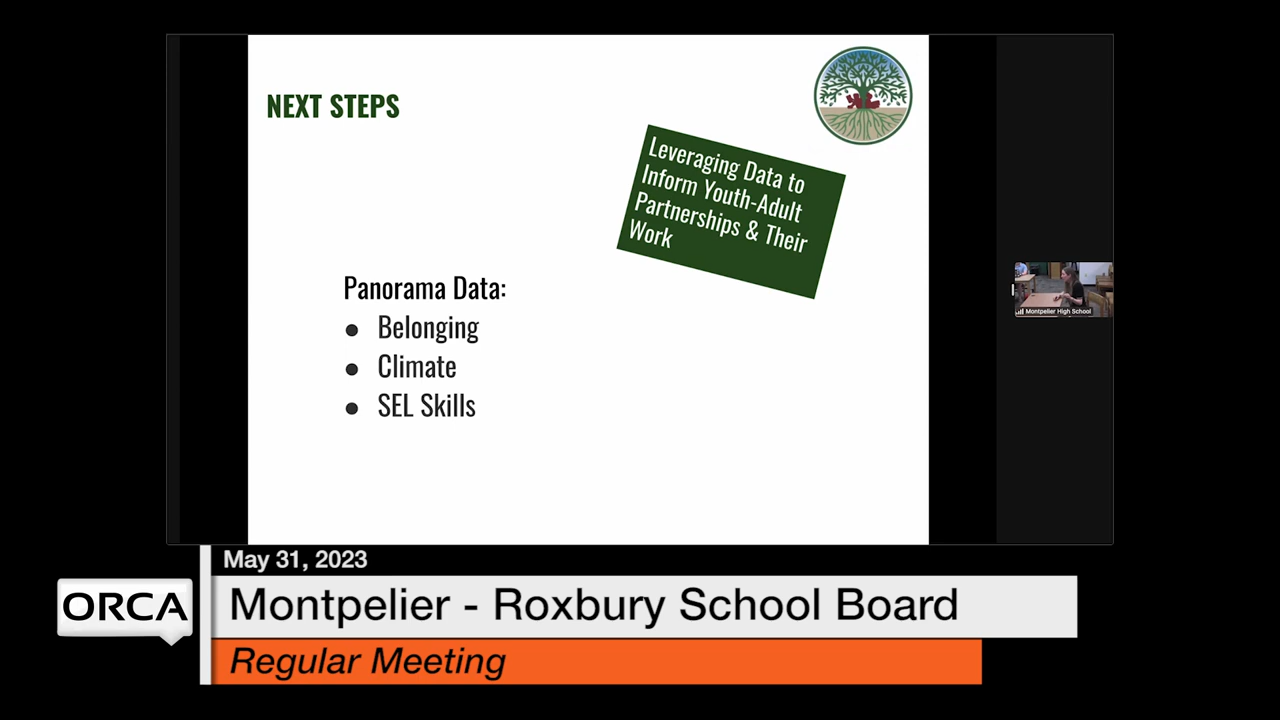 NEXT STEPS
Leveraging Data to
Inform Youth-Adult
Partnerships & Their
Work
Panorama Data:
● Belonging
● Climate
● SEL Skills
Montpelier High School
May 31, 2023
ORCA
Montpelier - Roxbury School Board
Regular Meeting